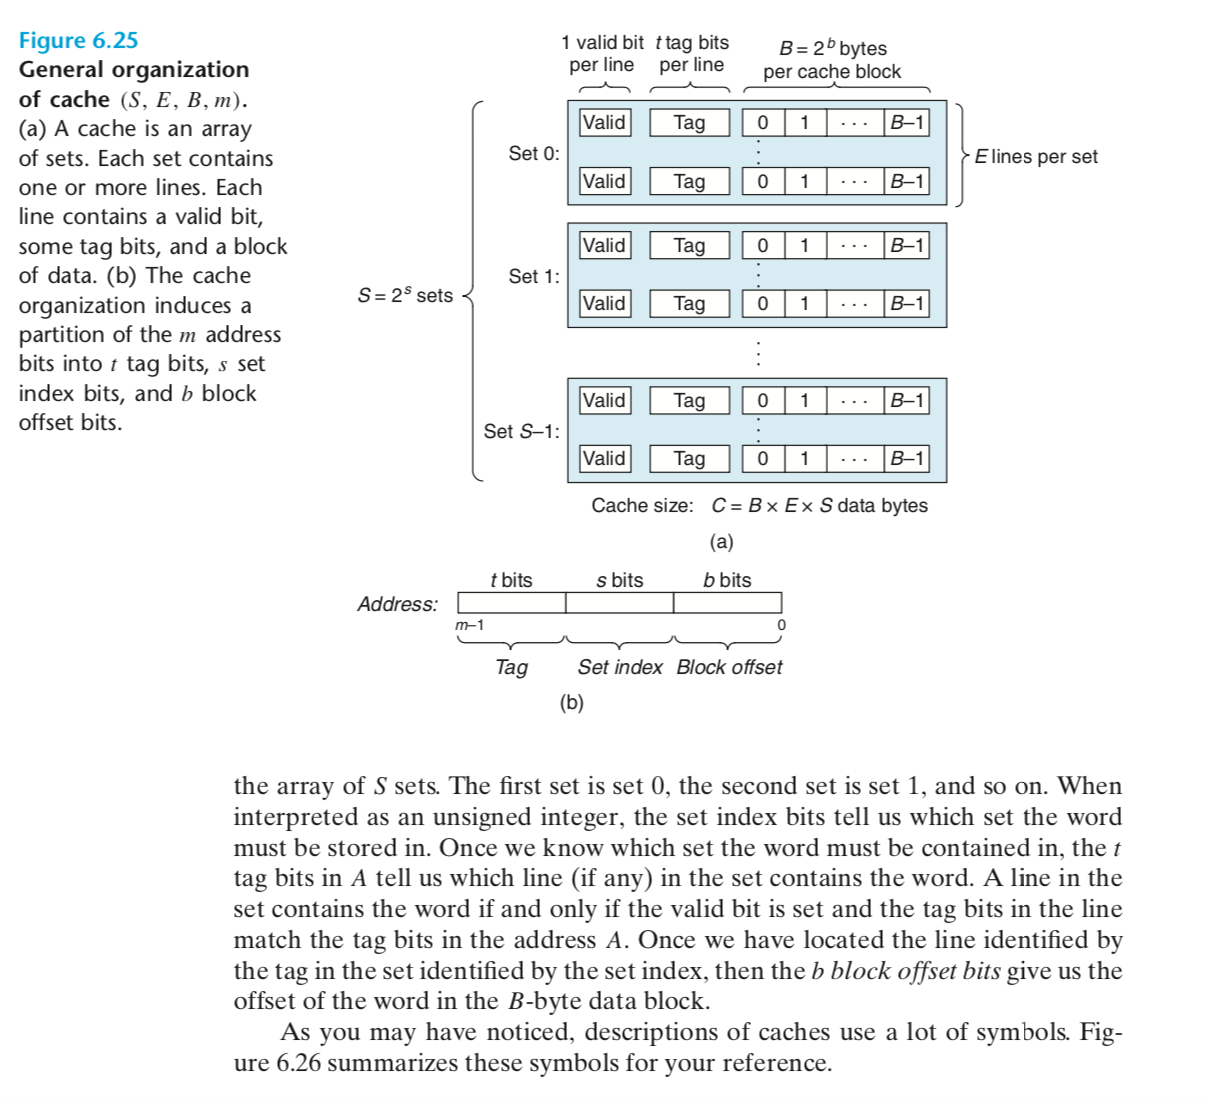 Figure 6.25
General organization
of cache (S, E, B, m).
(a) A cache is an array
of sets. Each set contains
one or more lines. Each
line contains a valid bit,
some tag bits, and a block
of data. (b) The cache
organization induces a
partition of the m address
bits into t tag bits, s set
index bits, and b block
offset bits.
1 valid bit t tag bits B = 2^b bytes
per line per line per cache block
Valid Tag 0 1 · · · B–1
Set 0: E lines per set
Valid Tag 0 1 · · · B–1
Valid Tag 0 1 · · · B–1
Set 1:
S = 2^s sets
Valid Tag 0 1 · · · B–1
Valid Tag 0 1 · · · B–1
Set S–1:
Valid Tag 0 1 · · · B–1
Cache size: C = B × E × S data bytes
(a)
t bits s bits b bits
Address:
m–1 0
Tag Set index Block offset
(b)
the array of S sets. The first set is set 0, the second set is set 1, and so on. When
interpreted as an unsigned integer, the set index bits tell us which set the word
must be stored in. Once we know which set the word must be contained in, the t
tag bits in A tell us which line (if any) in the set contains the word. A line in the
set contains the word if and only if the valid bit is set and the tag bits in the line
match the tag bits in the address A. Once we have located the line identified by
the tag in the set identified by the set index, then the b block offset bits give us the
offset of the word in the B-byte data block.
As you may have noticed, descriptions of caches use a lot of symbols. Fig-
ure 6.26 summarizes these symbols for your reference.